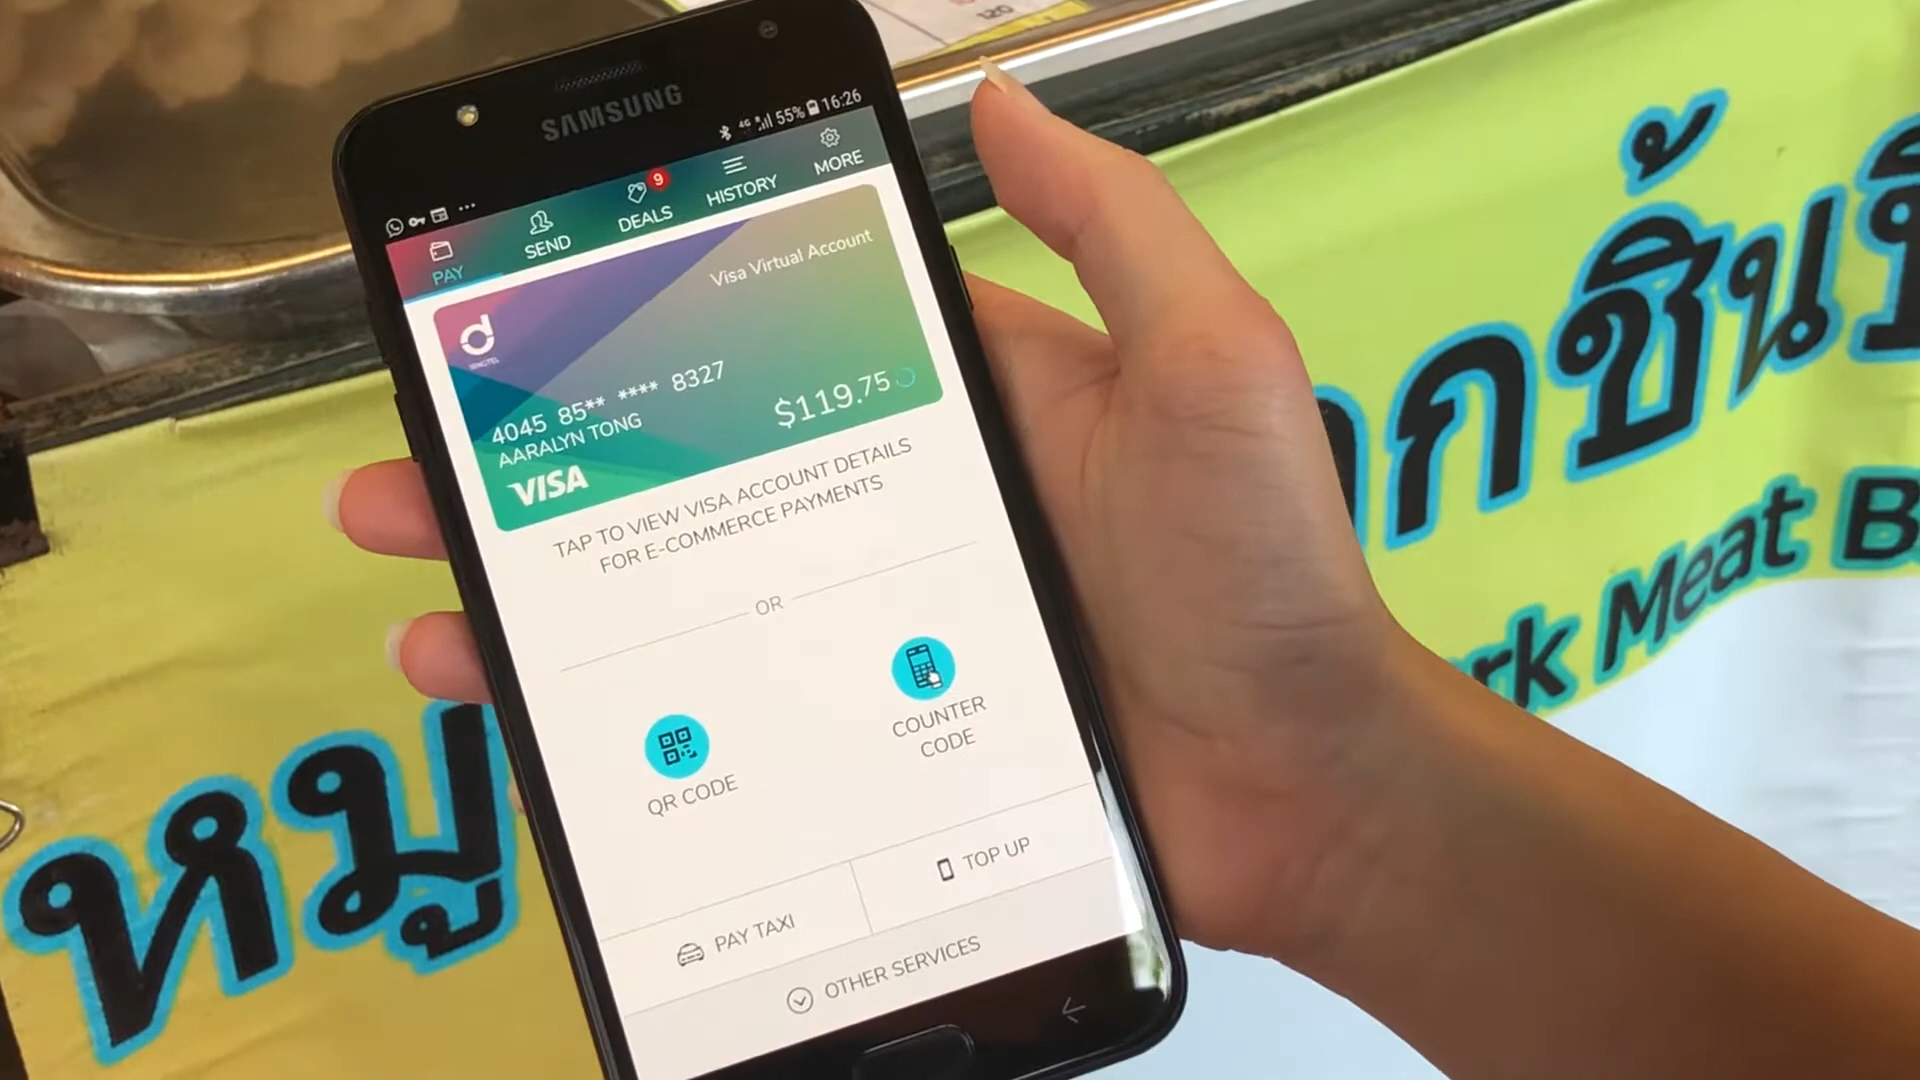 120
SAMSUNG
4G 55% 16:26
PAY
SEND
DEALS
9
HISTORY
MORE
Visa Virtual Account
SINGTEL
4045 85** **** 8327
AARALYN TONG
$119.75
VISA
TAP TO VIEW VISA ACCOUNT DETAILS
FOR E-COMMERCE PAYMENTS
OR
QR CODE
COUNTER
CODE
PAY TAXI
TOP UP
OTHER SERVICES
หมู
กชิ้น
Meat